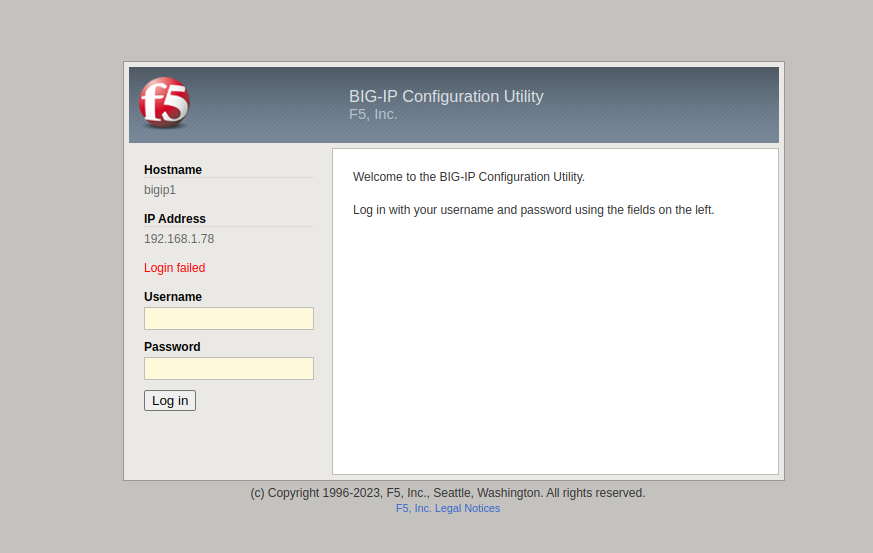 f5
BIG-IP Configuration Utility
F5, Inc.
Hostname
bigip1
IP Address
192.168.1.78
Login failed
Username
Password
Log in
Welcome to the BIG-IP Configuration Utility.
Log in with your username and password using the fields on the left.
(c) Copyright 1996-2023, F5, Inc., Seattle, Washington. All rights reserved.
F5, Inc. Legal Notices